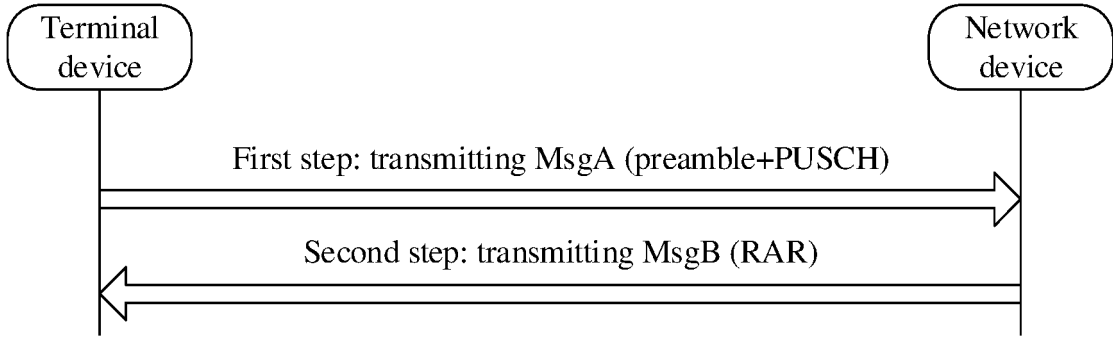 Terminal
device
Network
device
First step: transmitting MsgA (preamble+PUSCH)
Second step: transmitting MsgB (RAR)